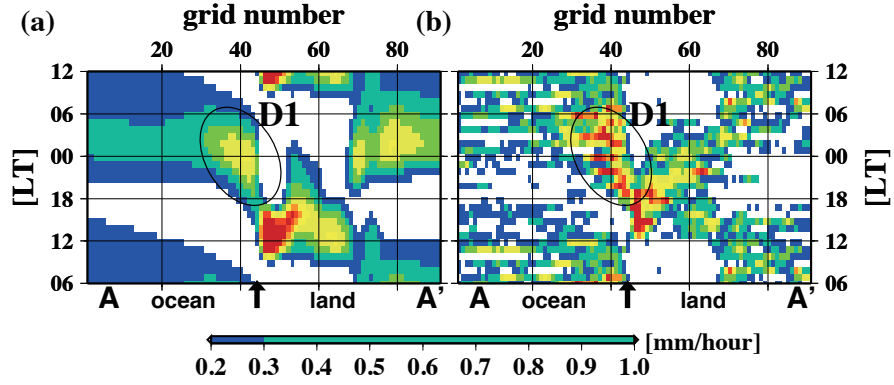 grid number grid number
(a) (b)
20 40 60 80 20 40 60 80
12 12
06 D1 D1 06
[LT] 00 00 [LT]
18 18
12 12
06 06
A ocean land A' A ocean land A'
0.2 0.3 0.4 0.5 0.6 0.7 0.8 0.9 1.0 [mm/hour]